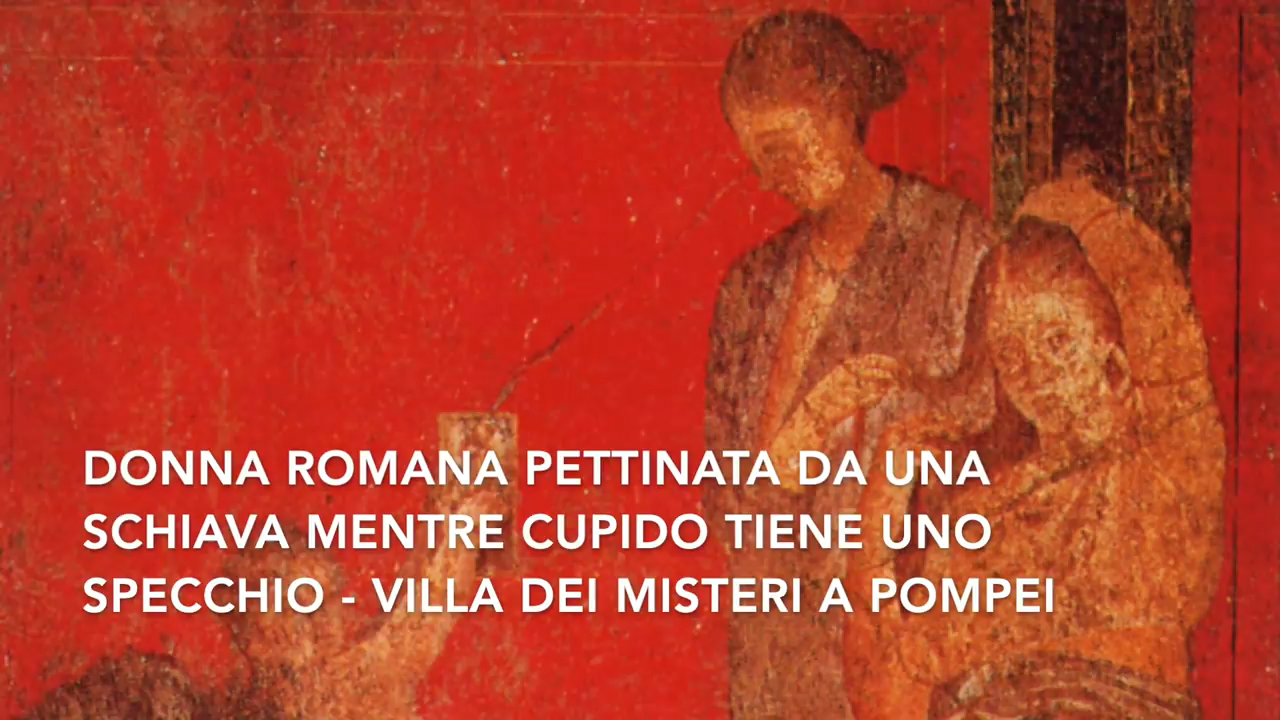 DONNA ROMANA PETTINATA DA UNA
SCHIAVA MENTRE CUPIDO TIENE UNO
SPECCHIO - VILLA DEI MISTERI A POMPEI